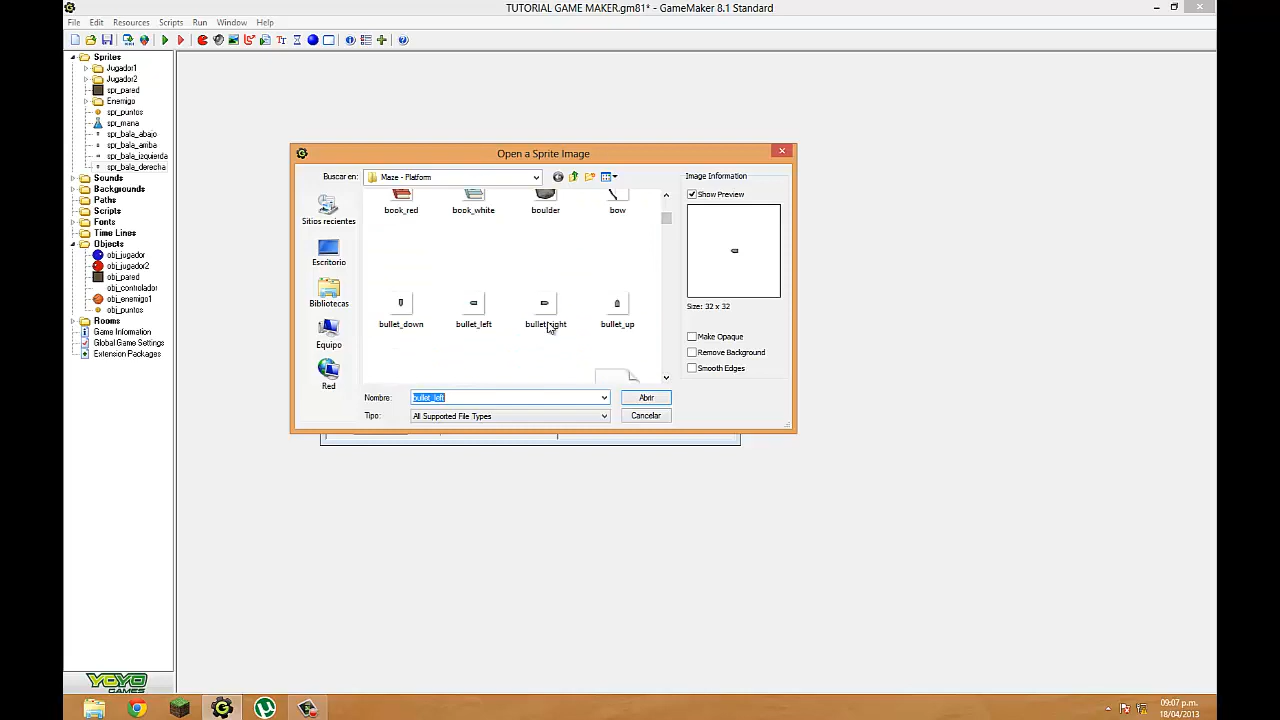 TUTORIAL GAME MAKER.gm81* - GameMaker 8.1 Standard
File Edit Resources Scripts Run Window Help
Sprites
Jugador1
Jugador2
spr_pared
Enemigo
spr_puntos
spr_mana
spr_bala_abajo
spr_bala_arriba
spr_bala_izquierda
spr_bala_derecha
Sounds
Backgrounds
Paths
Scripts
Fonts
Time Lines
Objects
obj_jugador
obj_jugador2
obj_pared
obj_controlador
obj_enemigo1
obj_puntos
Rooms
Game Information
Global Game Settings
Extension Packages
Open a Sprite Image
Buscar en: Maze - Platform
Sitios recientes
Escritorio
Bibliotecas
Equipo
Red
book_red book_white boulder bow
bullet_down bullet_left bullet_right bullet_up
Nombre: bullet_left Abrir
Tipo: All Supported File Types Cancelar
Image Information
Show Preview
Size: 32 x 32
Make Opaque
Remove Background
Smooth Edges
YOYO
GAMES
09:07 p.m.
18/04/2013